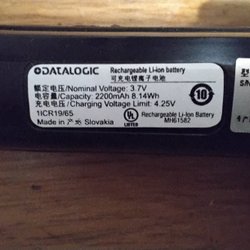 DATALOGIC
Rechargeable Li-ion battery
可充电锂离子电池
额定电压/Nominal Voltage: 3.7V
电池容量/Capacity: 2200mAh 8.14Wh
充电电压/Charging Voltage Limit: 4.25V
1ICR19/65
Made in 产地 Slovakia
Rechargeable Li-ion Battery
MH61582
10
S/N